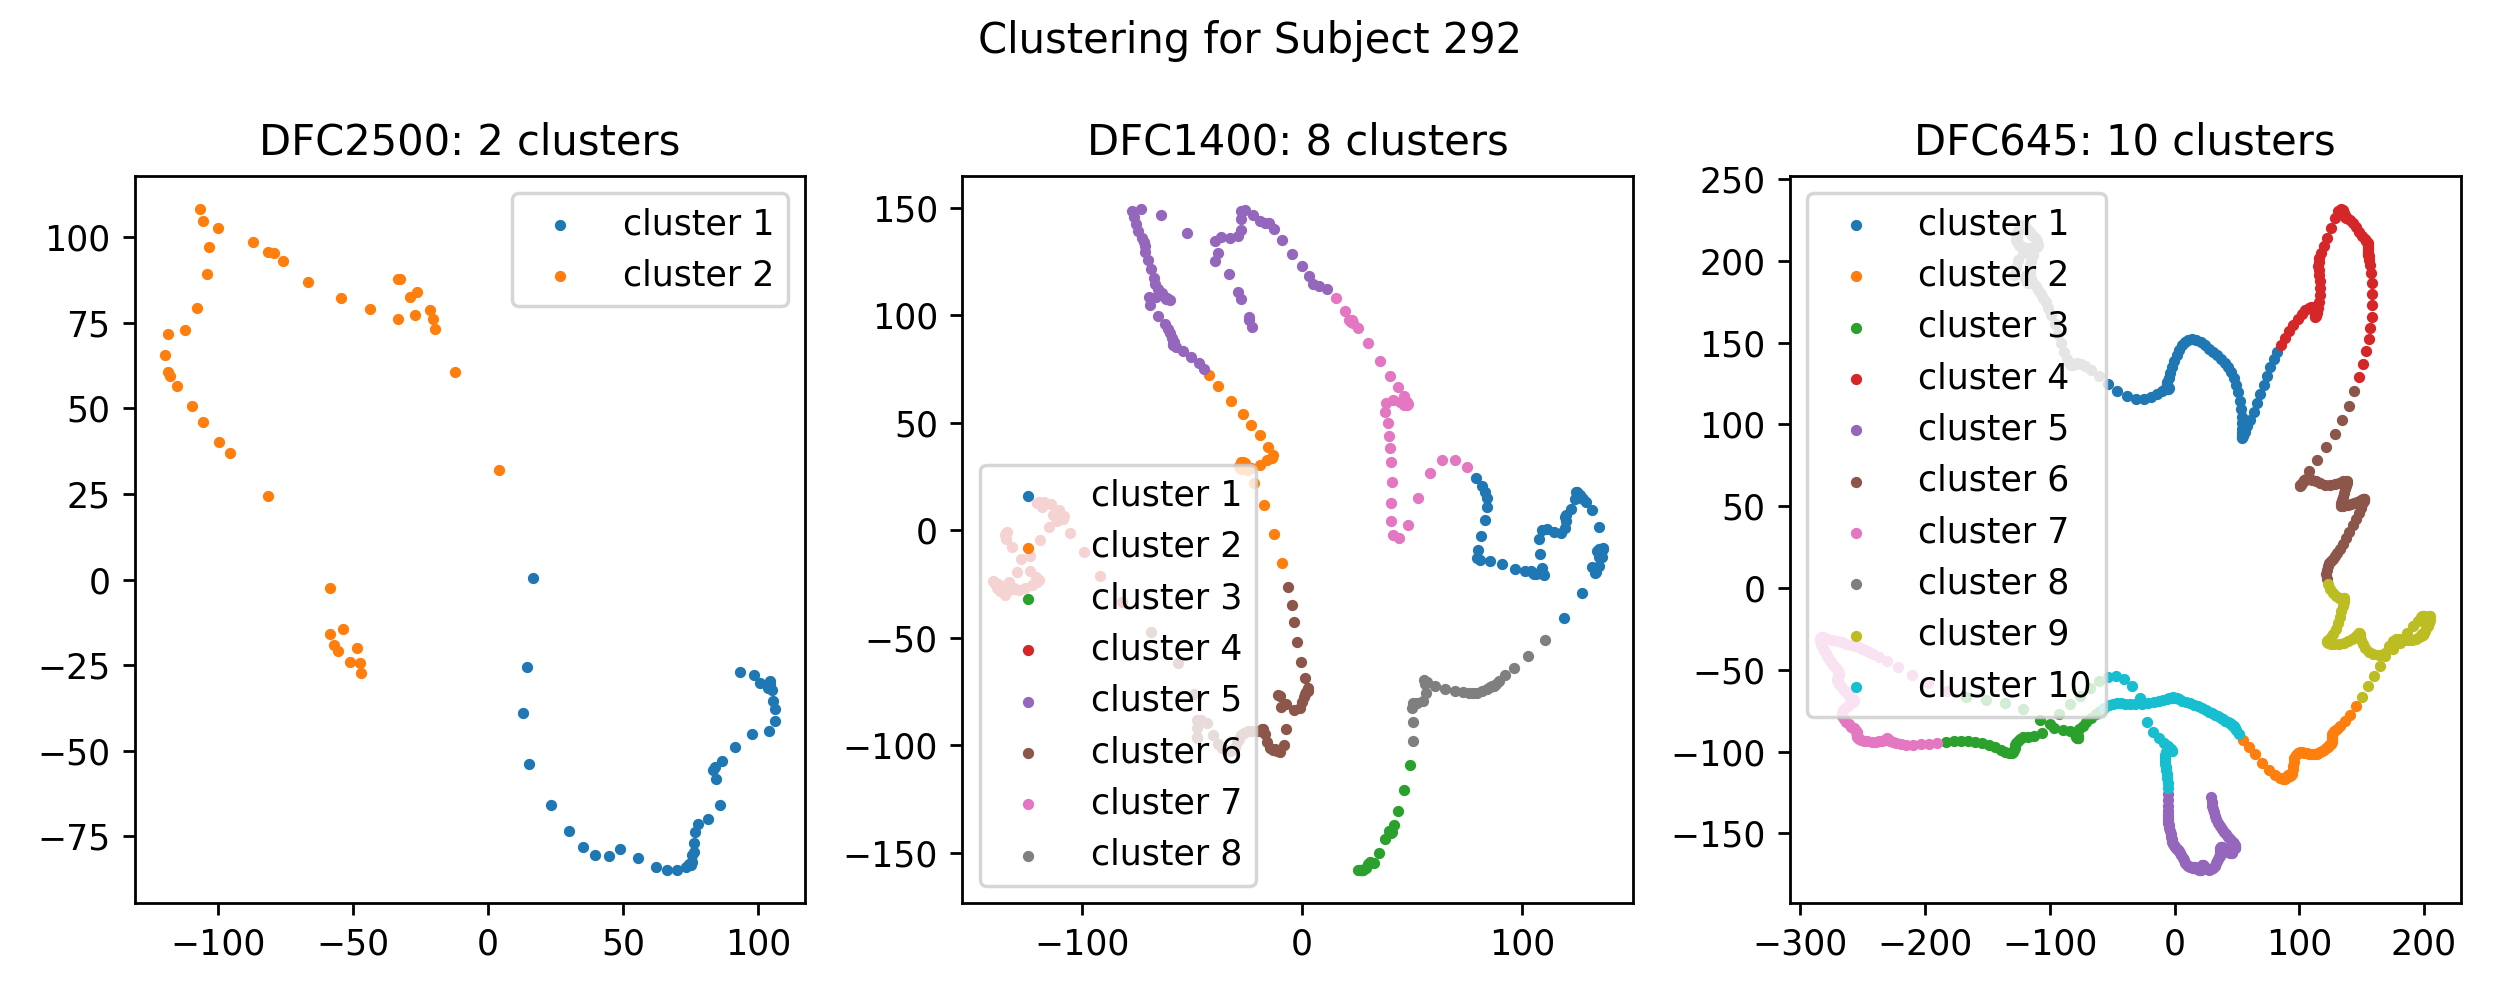 Clustering for Subject 292
DFC2500: 2 clusters
100
75
50
25
0
−25
−50
−75
−100
−50
0
50
100
cluster 1
cluster 2
DFC1400: 8 clusters
150
100
50
0
−50
−100
−150
−100
0
100
cluster 1
cluster 2
cluster 3
cluster 4
cluster 5
cluster 6
cluster 7
cluster 8
DFC645: 10 clusters
250
200
150
100
50
0
−50
−100
−150
−300
−200
−100
0
100
200
cluster 1
cluster 2
cluster 3
cluster 4
cluster 5
cluster 6
cluster 7
cluster 8
cluster 9
cluster 10